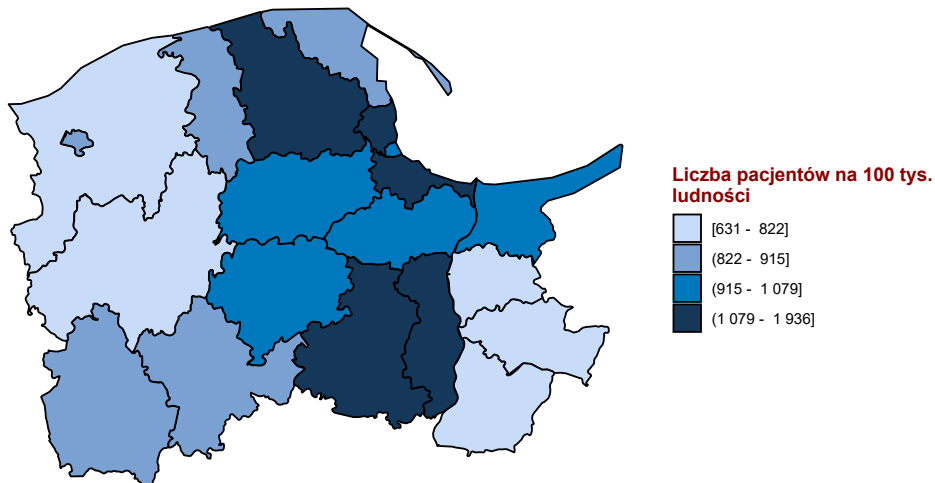 Liczba pacjentów na 100 tys.
ludności
[631 - 822]
(822 - 915]
(915 - 1 079]
(1 079 - 1 936]